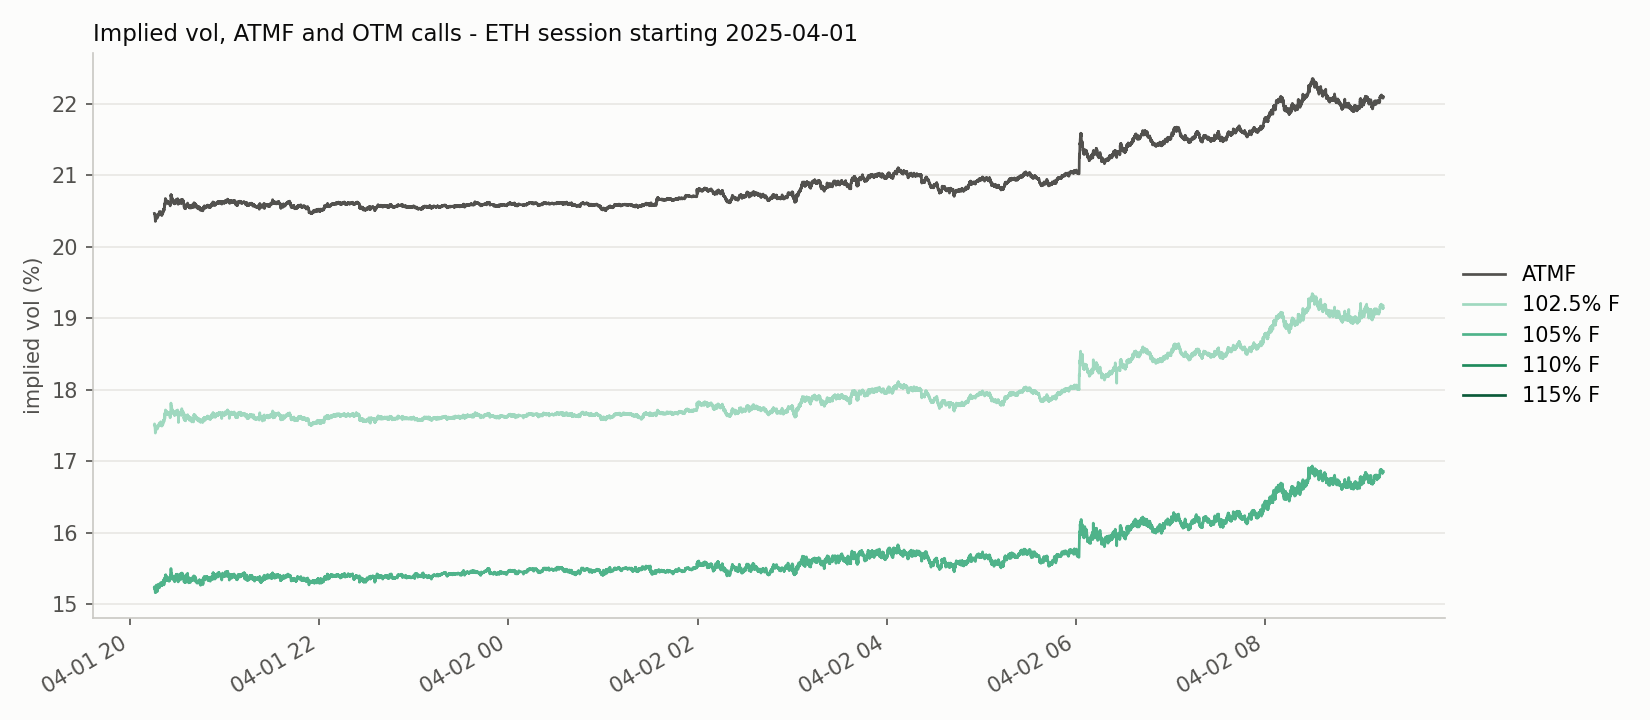 Implied vol, ATMF and OTM calls - ETH session starting 2025-04-01
implied vol (%)
22
21
20
19
18
17
16
15
04-01 20
04-01 22
04-02 00
04-02 02
04-02 04
04-02 06
04-02 08
ATMF
102.5% F
105% F
110% F
115% F